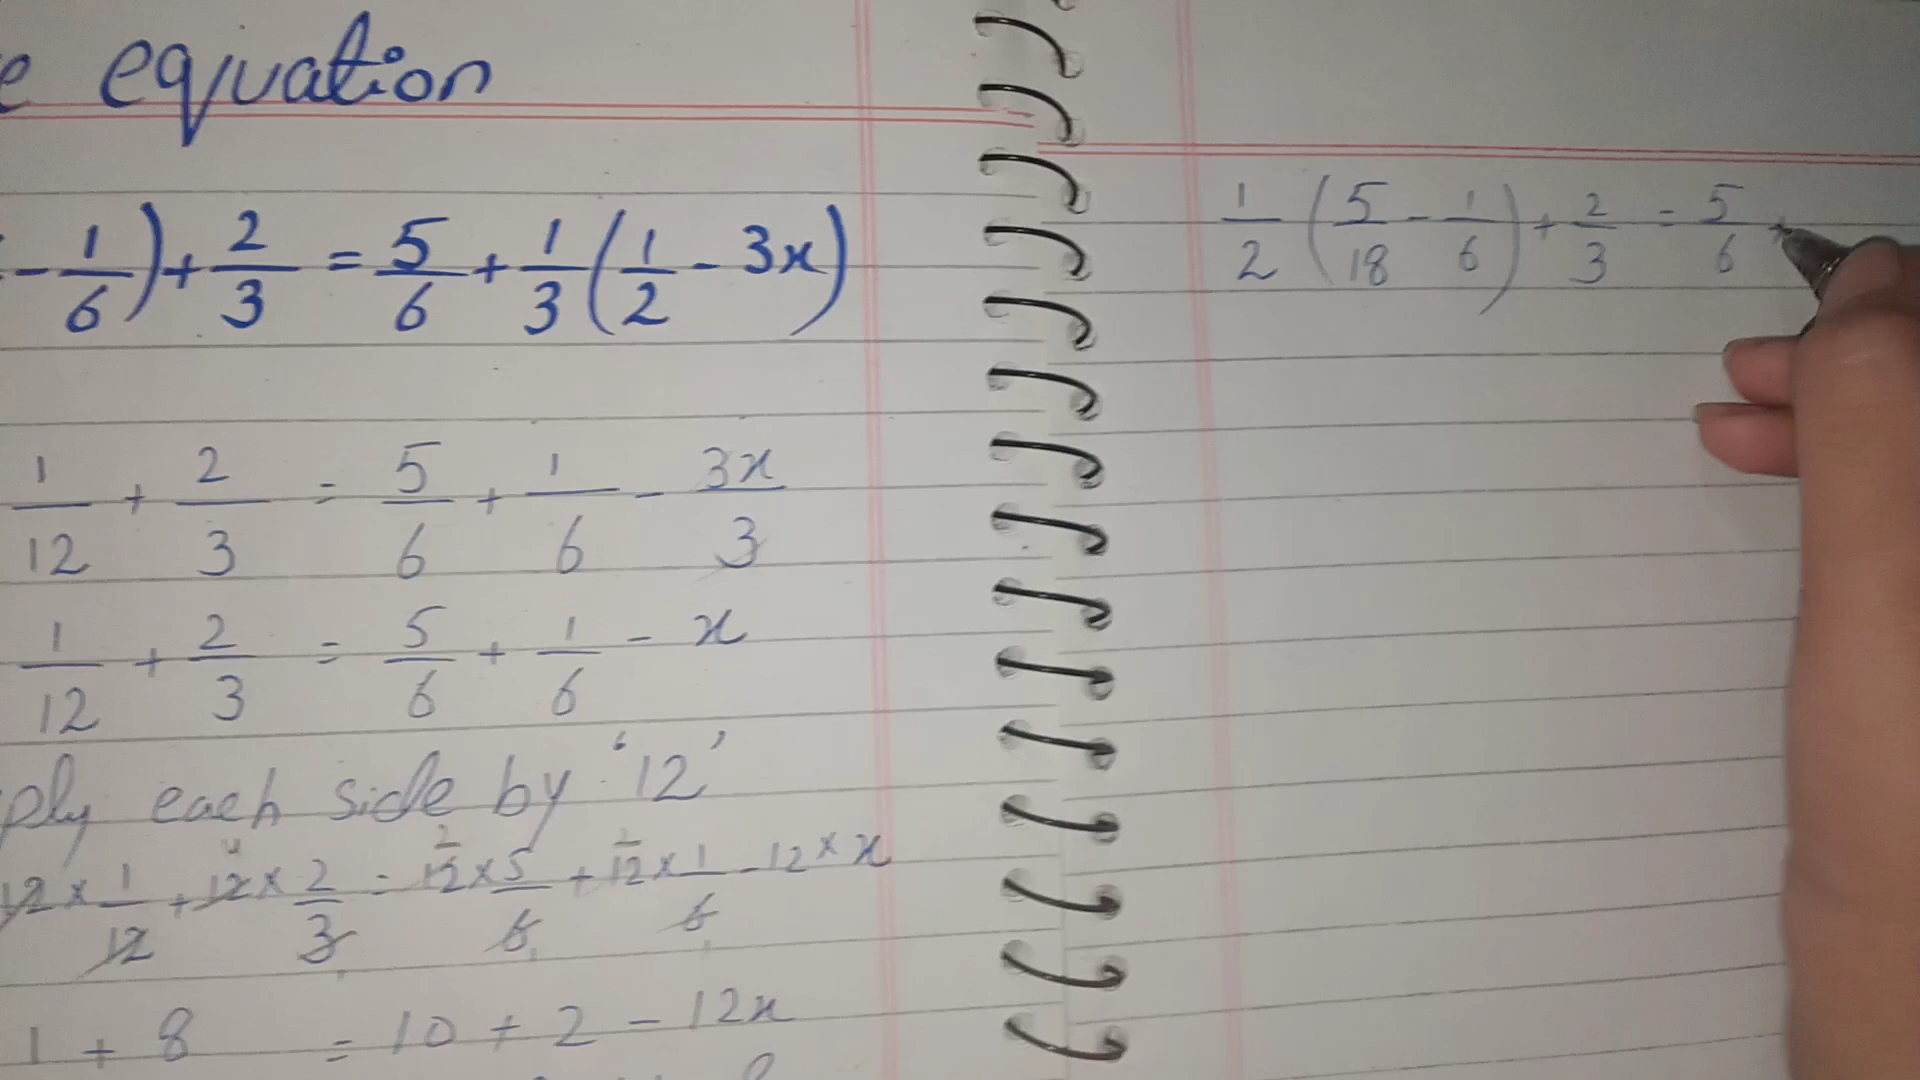 e equation
- 1/6) + 2/3 = 5/6 + 1/3 (1/2 - 3x)
1/12 + 2/3 = 5/6 + 1/6 - 3x/3
1/12 + 2/3 = 5/6 + 1/6 - x
ply each side by '12'
12 × 1/12 + 12 × 2/3 = 12 × 5/6 + 12 × 1/6 - 12 × x
1 + 8 = 10 + 2 - 12x
1/2 (5/18 - 1/6) + 2/3 = 5/6 +